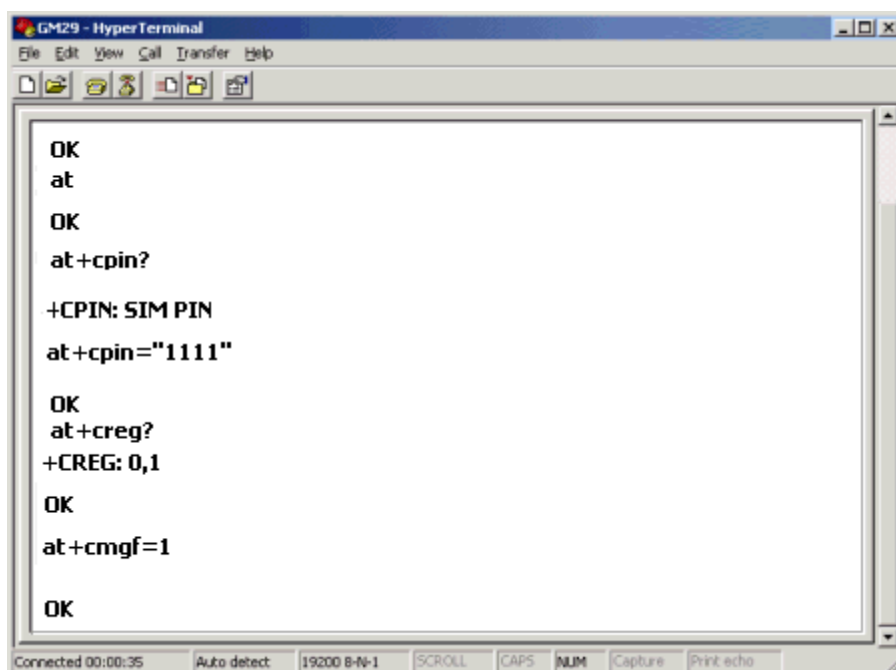 GM29 - HyperTerminal
File Edit View Call Transfer Help
OK
at
OK
at+cpin?
+CPIN: SIM PIN
at+cpin="1111"
OK
at+creg?
+CREG: 0,1
OK
at+cmgf=1
OK
Connected 00:00:35 Auto detect 19200 8-N-1 SCROLL CAPS NUM Capture Print echo